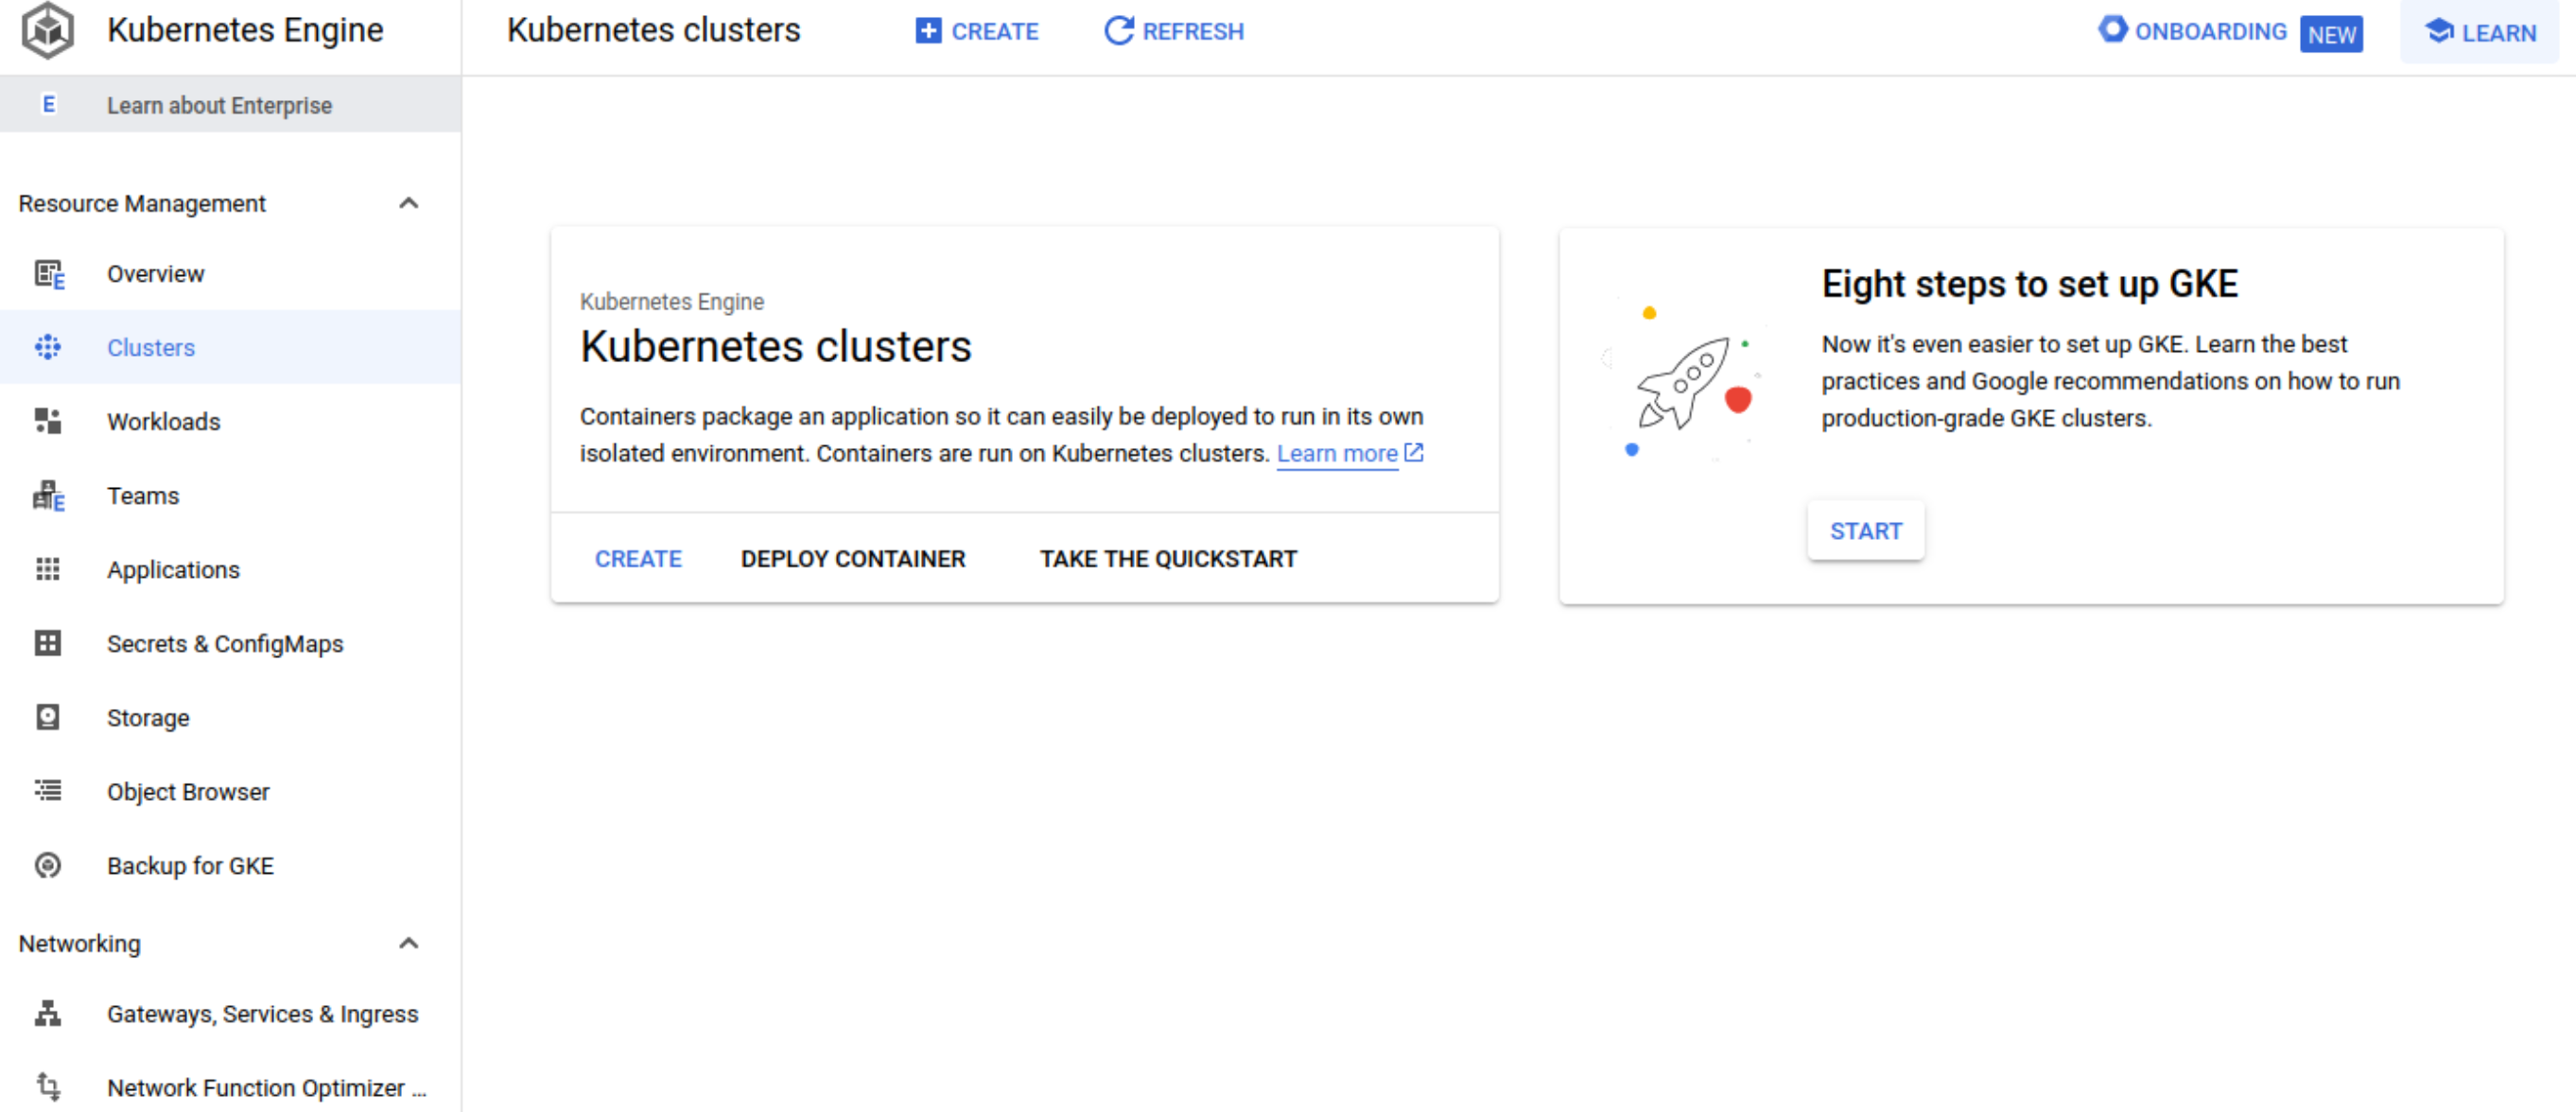 Kubernetes Engine
Kubernetes clusters
CREATE
REFRESH
ONBOARDING
NEW
LEARN
E
Learn about Enterprise
Resource Management
E
Overview
Clusters
Workloads
E
Teams
Applications
Secrets & ConfigMaps
Storage
Object Browser
Backup for GKE
Networking
Gateways, Services & Ingress
Network Function Optimizer ...
Kubernetes Engine
Kubernetes clusters
Containers package an application so it can easily be deployed to run in its own
isolated environment. Containers are run on Kubernetes clusters. Learn more
CREATE
DEPLOY CONTAINER
TAKE THE QUICKSTART
Eight steps to set up GKE
Now it's even easier to set up GKE. Learn the best
practices and Google recommendations on how to run
production-grade GKE clusters.
START